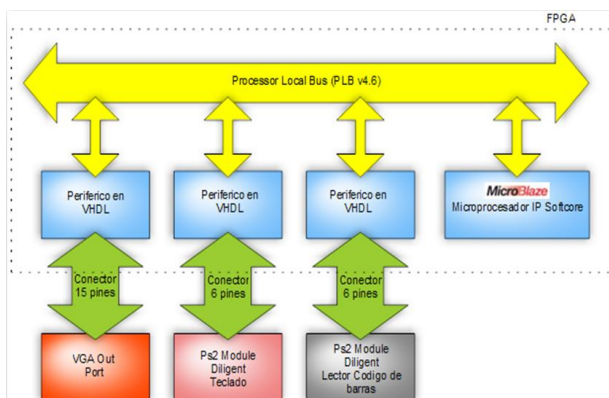 FPGA
Processor Local Bus (PLB v4.6)
Periferico en
VHDL
Periferico en
VHDL
Periferico en
VHDL
MicroBlaze
Microprocesador IP Softcore
Conector
15 pines
Conector
6 pines
Conector
6 pines
VGA Out
Port
Ps2 Module
Diligent
Teclado
Ps2 Module
Diligent
Lector Codigo de
barras